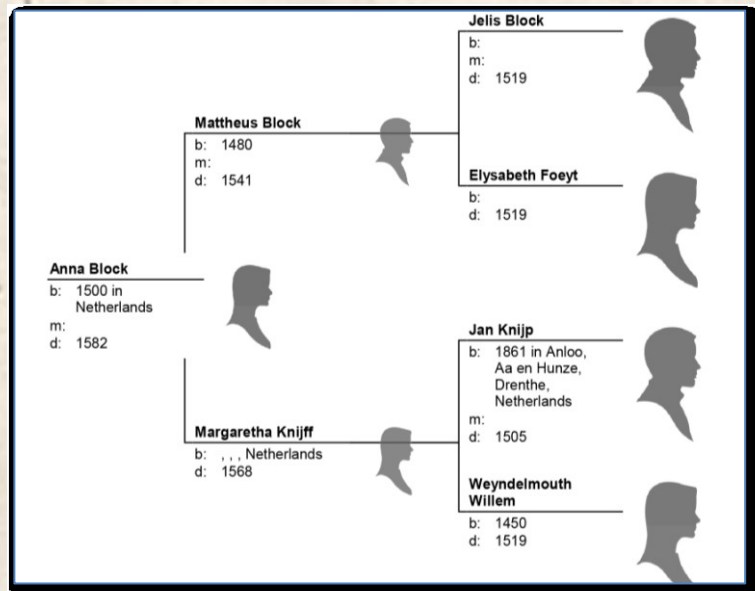 Jelis Block
b:
m:
d: 1519
Mattheus Block
b: 1480
m:
d: 1541
Elysabeth Foeyt
b:
d: 1519
Anna Block
b: 1500 in
Netherlands
m:
d: 1582
Jan Knijp
b: 1861 in Anloo,
Aa en Hunze,
Drenthe,
Netherlands
m:
d: 1505
Margaretha Knijff
b: , , , Netherlands
d: 1568
Weyndelmouth
Willem
b: 1450
d: 1519